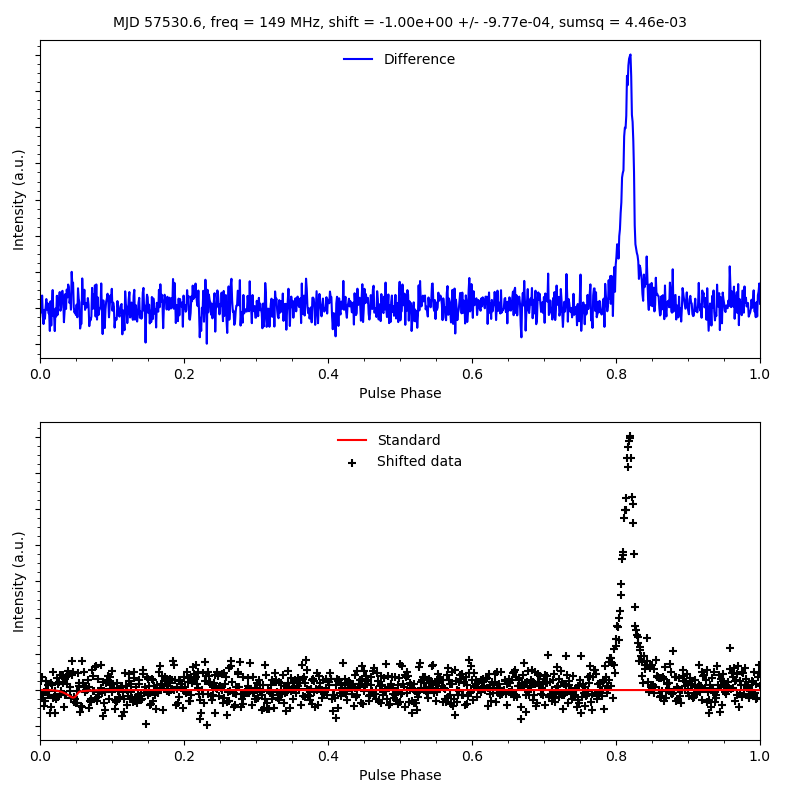 MJD 57530.6, freq = 149 MHz, shift = -1.00e+00 +/- -9.77e-04, sumsq = 4.46e-03
Difference
Intensity (a.u.)
0.0 0.2 0.4 0.6 0.8 1.0
Pulse Phase
Standard
Shifted data
Intensity (a.u.)
0.0 0.2 0.4 0.6 0.8 1.0
Pulse Phase